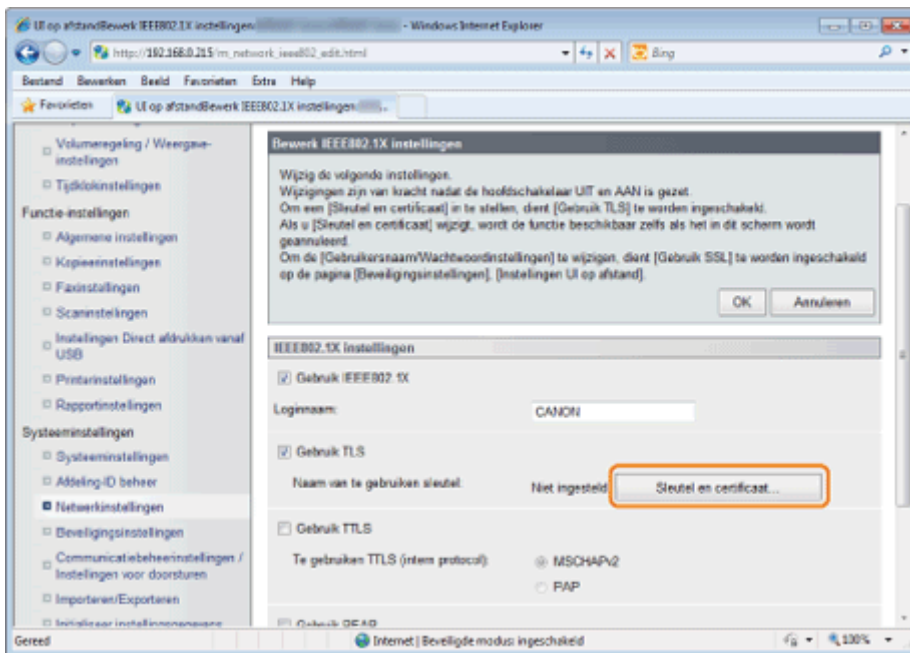 UI op afstandBewerk IEEE802.1X instellingen - Windows Internet Explorer
http://192.168.0.215/m_network_ieee802_edit.html
Bing
Bestand Bewerken Beeld Favorieten Extra Help
Favorieten
UI op afstandBewerk IEEE802.1X instellingen
Volumeregeling / Weergave-
instellingen
Tijdklokinstellingen
Functie-instellingen
Algemene instellingen
Kopieerinstellingen
Faxinstellingen
Scaninstellingen
Instellingen Direct afdrukken vanaf
USB
Printerinstellingen
Rapportinstellingen
Systeeminstellingen
Systeeminstellingen
Afdeling-ID beheer
Netwerkinstellingen
Beveiligingsinstellingen
Communicatiebeheerinstellingen /
Instellingen voor doorsturen
Importeren/Exporteren
Initialiseer instellingsgegevens
Bewerk IEEE802.1X instellingen
Wijzig de volgende instellingen.
Wijzigingen zijn van kracht nadat de hoofdschakelaar UIT en AAN is gezet.
Om een [Sleutel en certificaat] in te stellen, dient [Gebruik TLS] te worden ingeschakeld.
Als u [Sleutel en certificaat] wijzigt, wordt de functie beschikbaar zelfs als het in dit scherm wordt
geannuleerd.
Om de [Gebruikersnaam/Wachtwoordinstellingen] te wijzigen, dient [Gebruik SSL] te worden ingeschakeld
op de pagina [Beveiligingsinstellingen], [Instellingen UI op afstand].
OK Annuleren
IEEE802.1X instellingen
Gebruik IEEE802.1X
Loginnaam: CANON
Gebruik TLS
Naam van te gebruiken sleutel: Niet ingesteld Sleutel en certificaat...
Gebruik TTLS
Te gebruiken TTLS (intern protocol): MSCHAPv2
PAP
Gebruik PEAP
Gereed
Internet | Beveiligde modus: ingeschakeld
100%